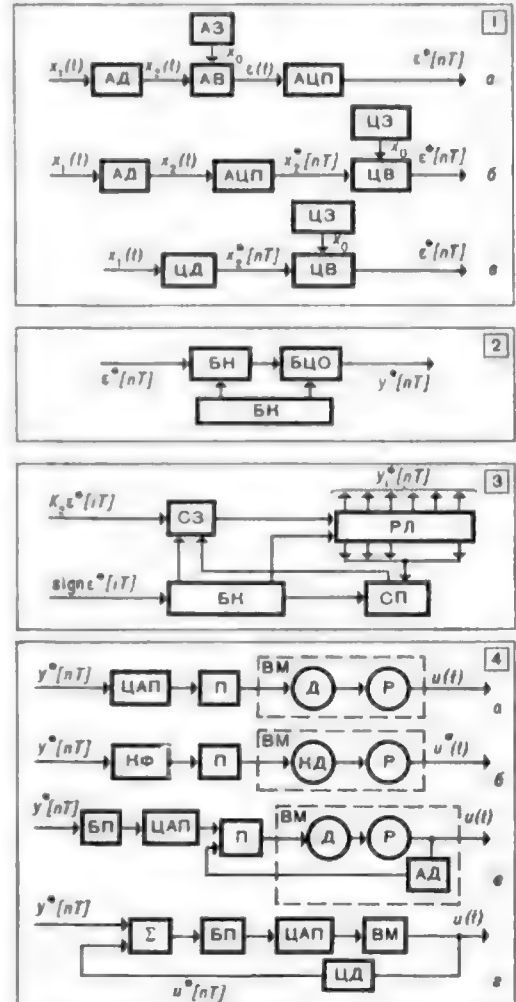 1
АЗ
x₀
x₁(t) АД x₂(t) АВ ε(t) АЦП ε*[nT] а
ЦЗ
x₀
x₁(t) АД x₂(t) АЦП x₂*[nT] ЦВ ε*[nT] б
ЦЗ
x₀
x₁(t) ЦД x₂*[nT] ЦВ ε*[nT] в
2
ε*[nT] БН БЦО y*[nT]
БК
3
y₁*[nT]
K₂ε*[iT] СЗ РЛ
sign ε*[iT] БК СП
4
y*[nT] ЦАП П ВМ Д Р u(t) а
y*[nT] КФ П ВМ КД Р u*(t) б
y*[nT] БП ЦАП П ВМ Д Р u(t)
АД в
y*[nT] Σ БП ЦАП ВМ u(t)
ЦД
u*[nT] г